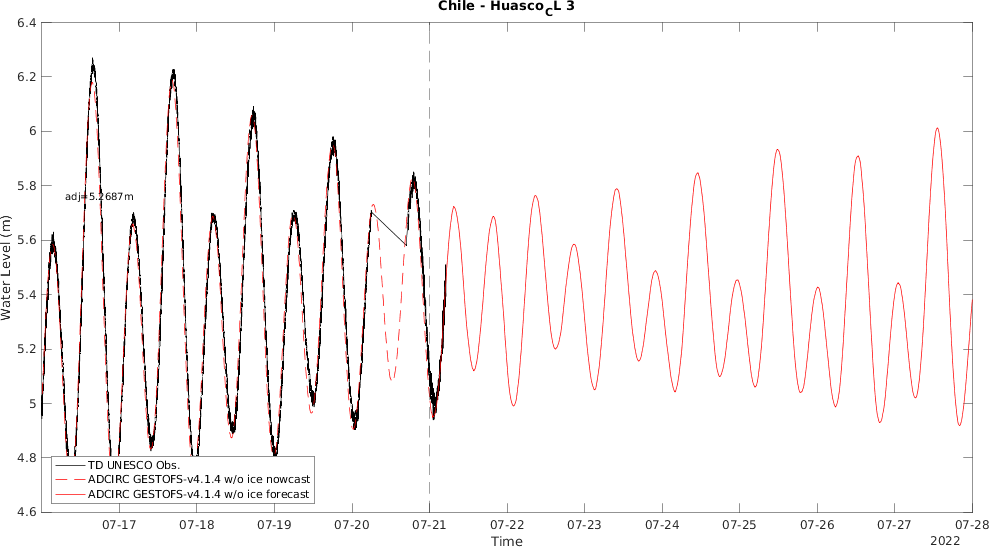 Chile - Huasco_CL 3
6.4
6.2
6
5.8
5.6
5.4
5.2
5
4.8
4.6
Water Level (m)
adj=5.2687m
TD UNESCO Obs.
ADCIRC GESTOFS-v4.1.4 w/o ice nowcast
ADCIRC GESTOFS-v4.1.4 w/o ice forecast
07-17 07-18 07-19 07-20 07-21 07-22 07-23 07-24 07-25 07-26 07-27 07-28
Time
2022